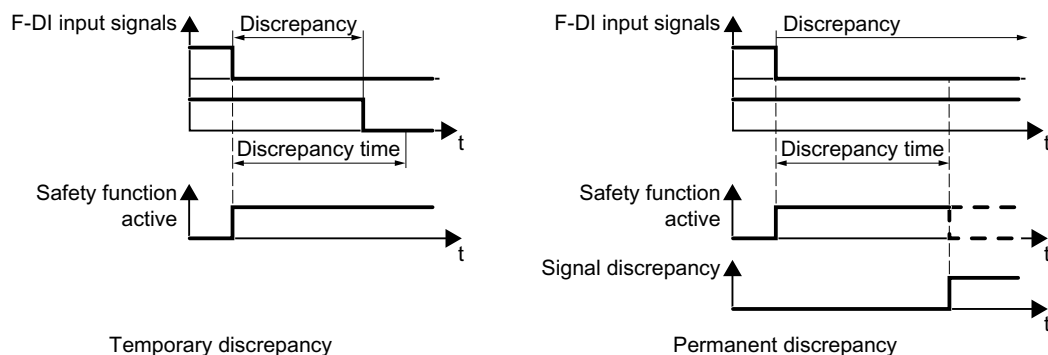 F-DI input signals
Discrepancy
t
Discrepancy time
Safety function
active
t
Temporary discrepancy
F-DI input signals
Discrepancy
t
Discrepancy time
Safety function
active
t
Signal discrepancy
t
Permanent discrepancy